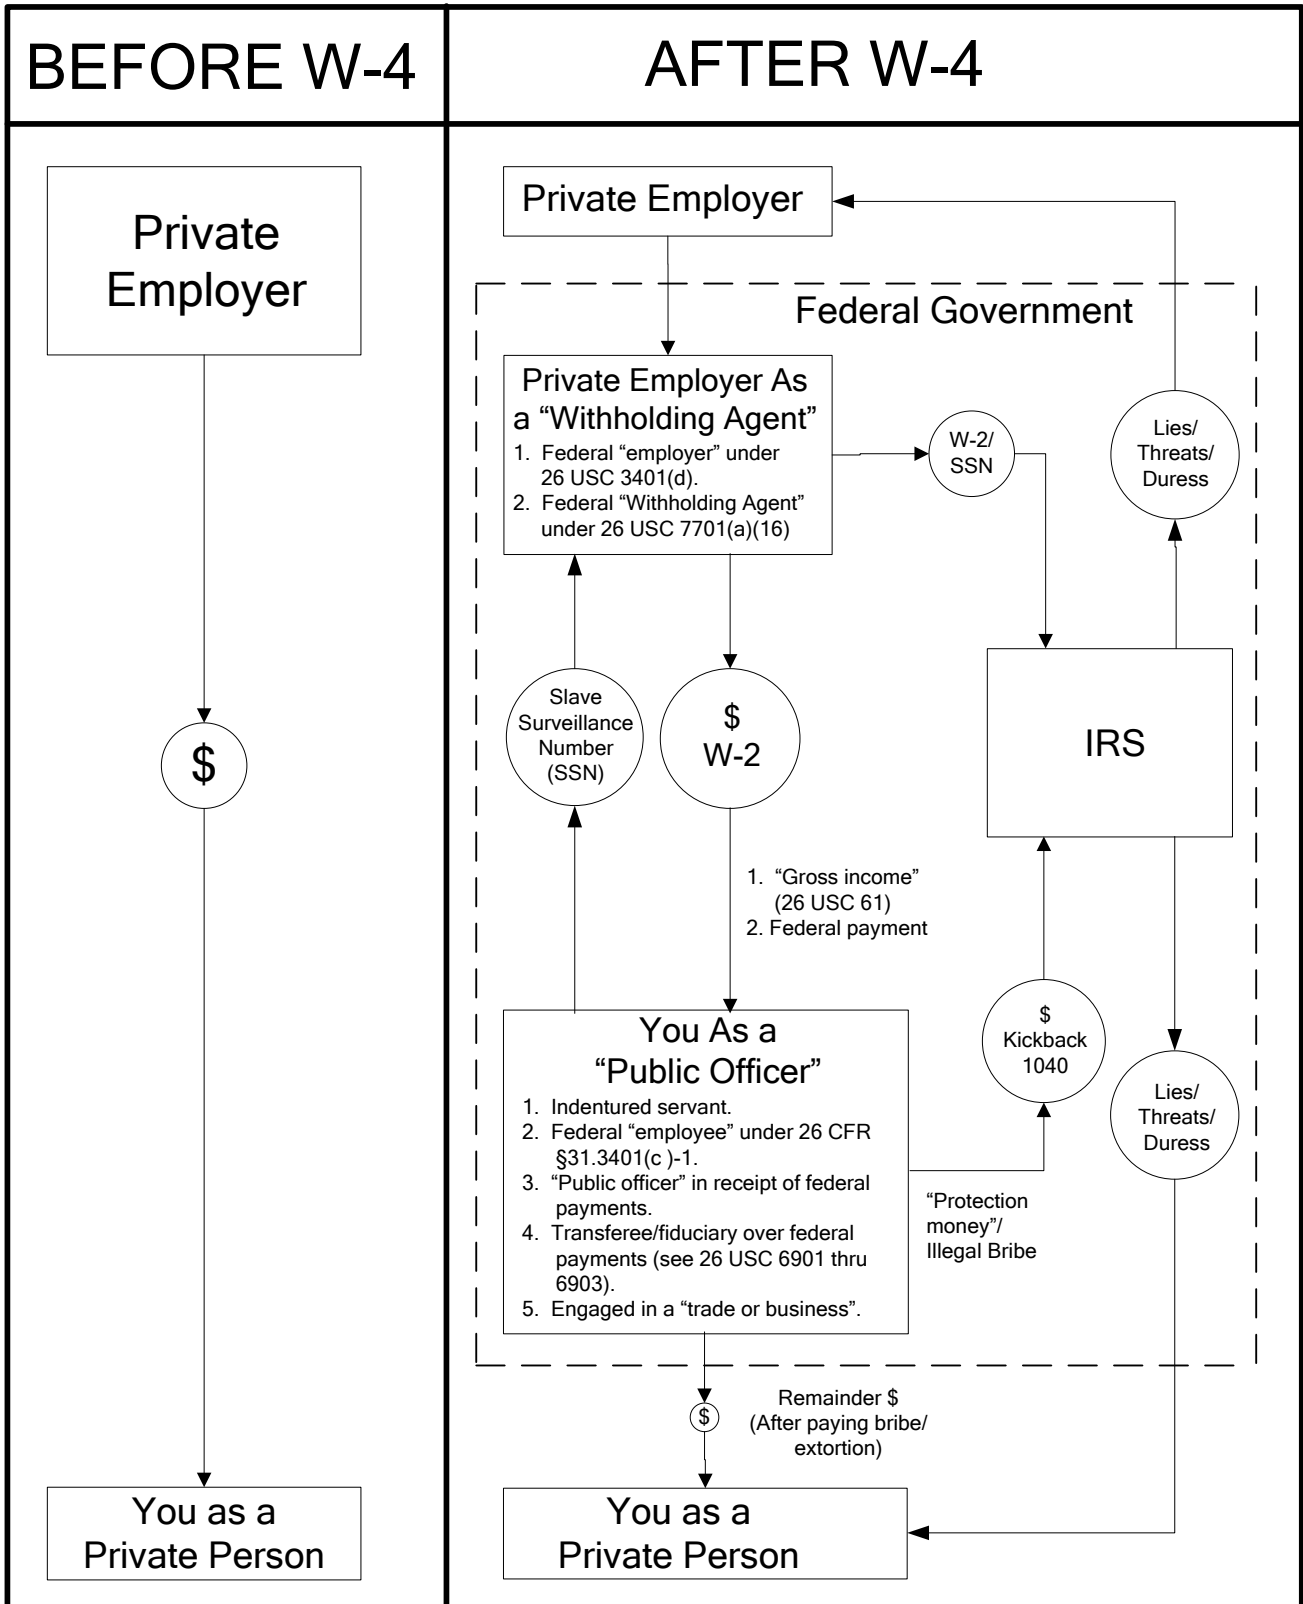 BEFORE W-4
AFTER W-4
Private
Employer
$
You as a
Private Person
Private Employer
Federal Government
Private Employer As
a “Withholding Agent”
1. Federal “employer” under
26 USC 3401(d).
2. Federal “Withholding Agent”
under 26 USC 7701(a)(16)
W-2/
SSN
Lies/
Threats/
Duress
Slave
Surveillance
Number
(SSN)
$
W-2
IRS
1. “Gross income”
(26 USC 61)
2. Federal payment
You As a
“Public Officer”
1. Indentured servant.
2. Federal “employee” under 26 CFR
§31.3401(c )-1.
3. “Public officer” in receipt of federal
payments.
4. Transferee/fiduciary over federal
payments (see 26 USC 6901 thru
6903).
5. Engaged in a “trade or business”.
$
Kickback
1040
Lies/
Threats/
Duress
“Protection
money”/
Illegal Bribe
$
Remainder $
(After paying bribe/
extortion)
You as a
Private Person